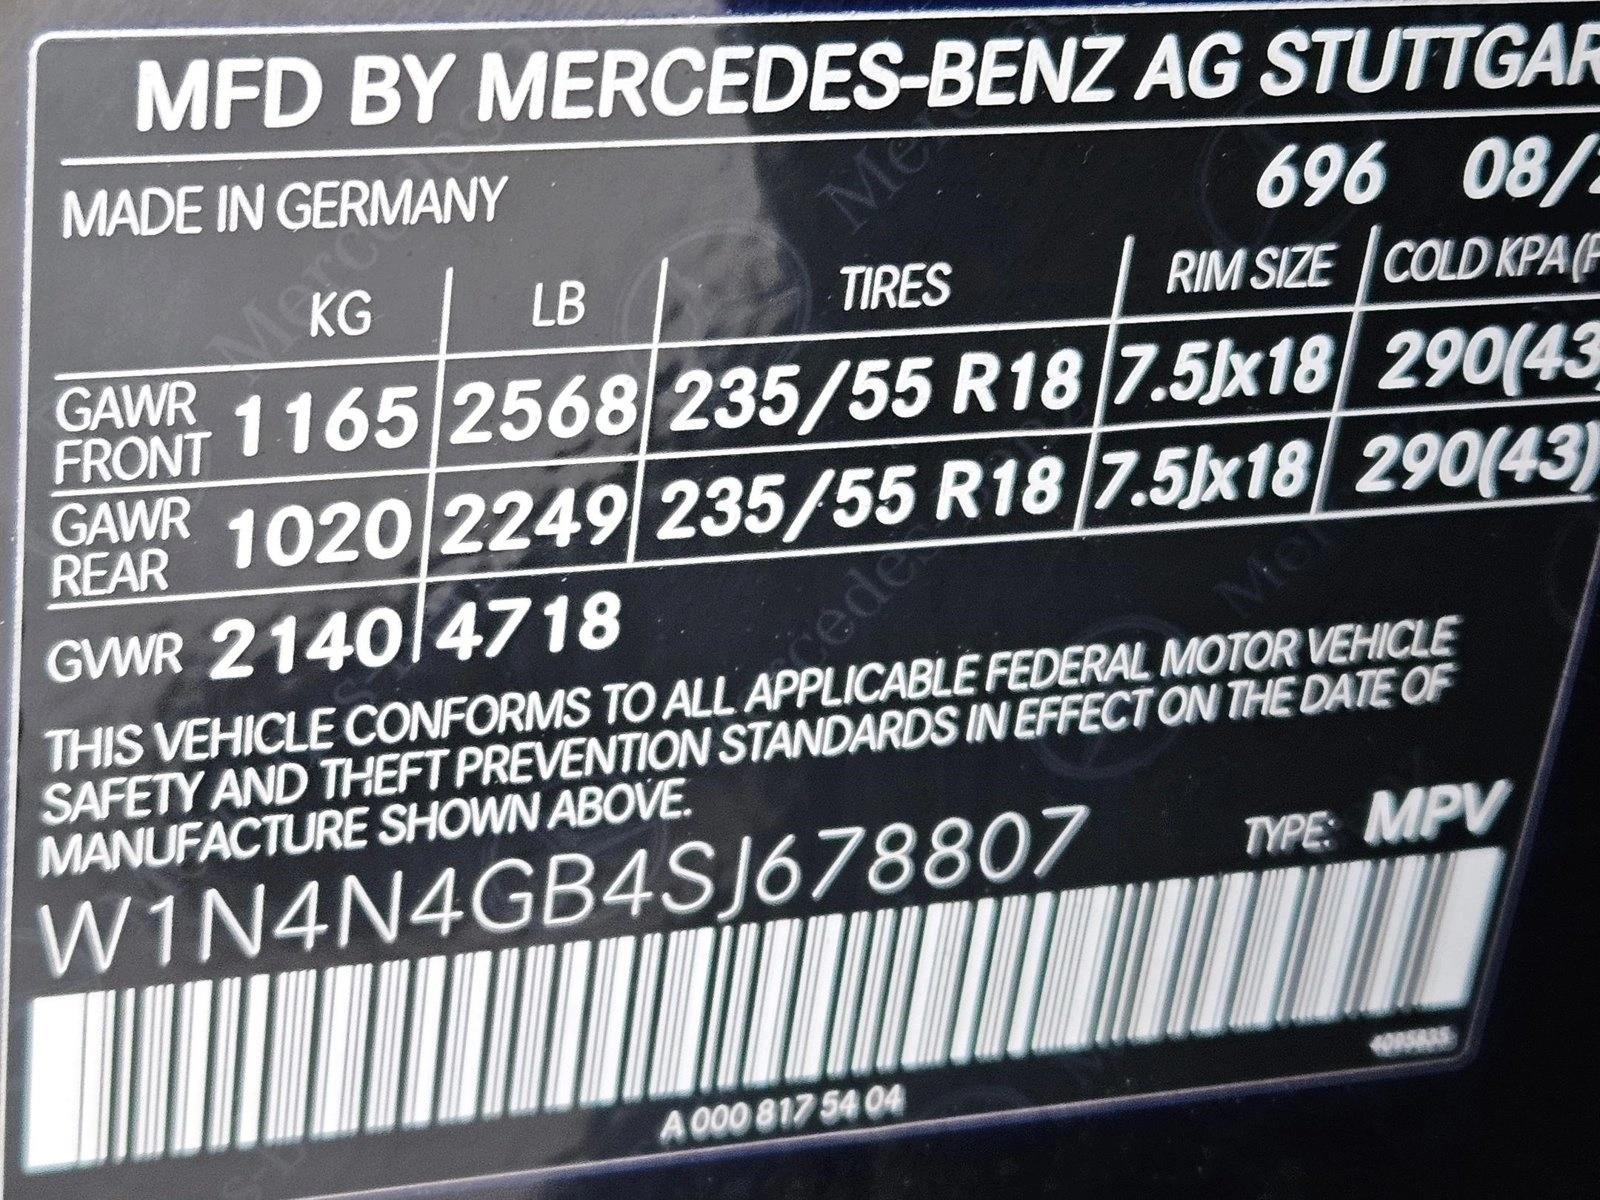 MFD BY MERCEDES-BENZ AG STUTTGAR
MADE IN GERMANY 696 08/
KG LB TIRES RIM SIZE COLD KPA(P
GAWR FRONT 1165 2568 235/55 R18 7.5Jx18 290(43
GAWR REAR 1020 2249 235/55 R18 7.5Jx18 290(43)
GVWR 2140 4718
THIS VEHICLE CONFORMS TO ALL APPLICABLE FEDERAL MOTOR VEHICLE
SAFETY AND THEFT PREVENTION STANDARDS IN EFFECT ON THE DATE OF
MANUFACTURE SHOWN ABOVE.
W1N4N4GB4SJ678807 TYPE: MPV
A 000 817 54 04